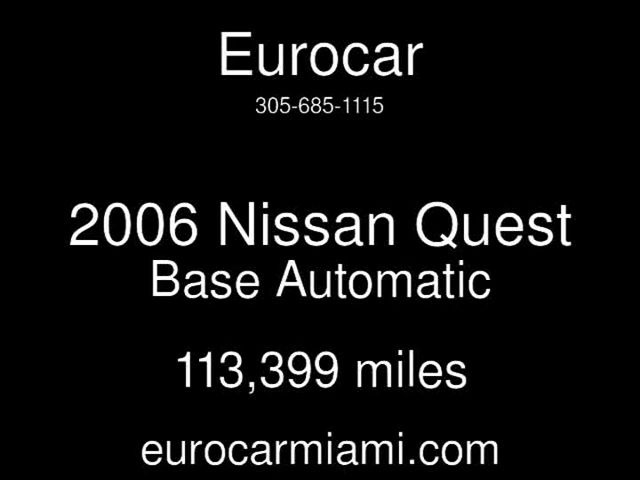 Eurocar
305-685-1115
2006 Nissan Quest
Base Automatic
113,399 miles
eurocarmiami.com